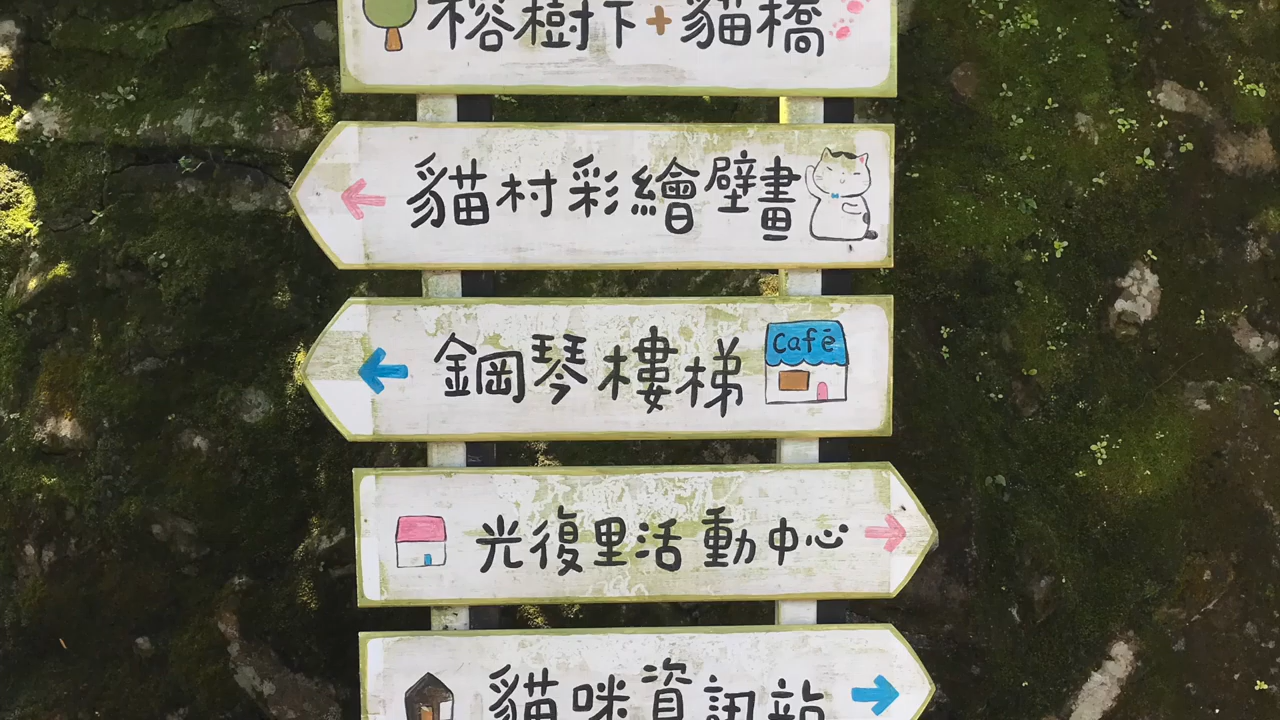 榕樹下+貓橋
貓村彩繪壁畫
鋼琴樓梯
Café
光復里活動中心
貓咪資訊站